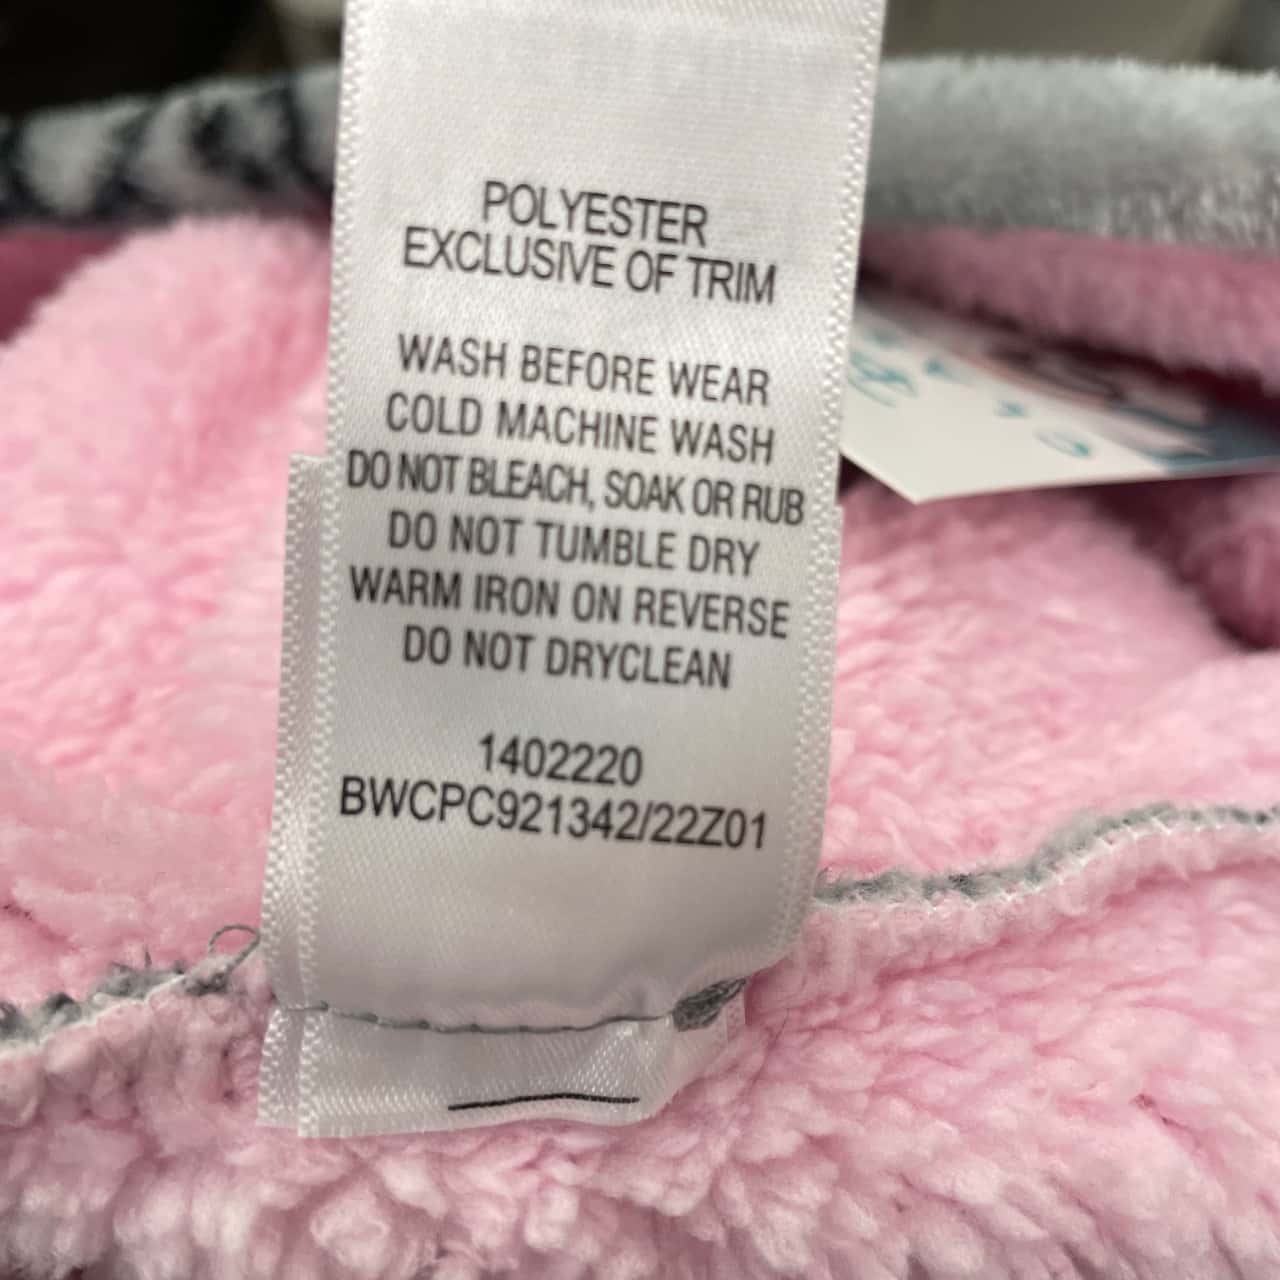 POLYESTER
EXCLUSIVE OF TRIM
WASH BEFORE WEAR
COLD MACHINE WASH
DO NOT BLEACH, SOAK OR RUB
DO NOT TUMBLE DRY
WARM IRON ON REVERSE
DO NOT DRYCLEAN
1402220
BWCPC921342/22Z01